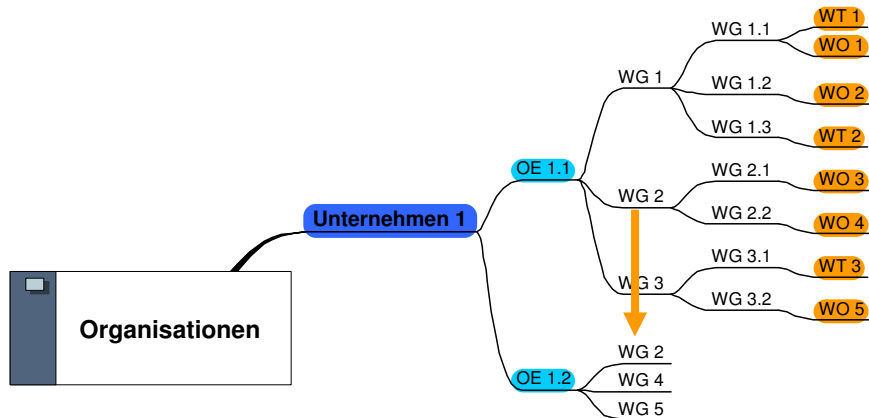 WT 1
WG 1.1
WO 1
WG 1
WG 1.2
WO 2
WG 1.3
WT 2
OE 1.1
WG 2.1
WO 3
WG 2
Unternehmen 1
WG 2.2
WO 4
WG 3.1
WT 3
WG 3
WG 3.2
WO 5
Organisationen
WG 2
OE 1.2
WG 4
WG 5